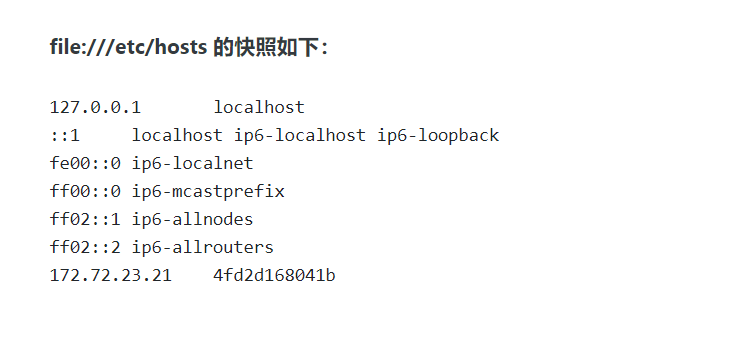 file:///etc/hosts 的快照如下：
127.0.0.1 localhost
::1 localhost ip6-localhost ip6-loopback
fe00::0 ip6-localnet
ff00::0 ip6-mcastprefix
ff02::1 ip6-allnodes
ff02::2 ip6-allrouters
172.72.23.21 4fd2d168041b